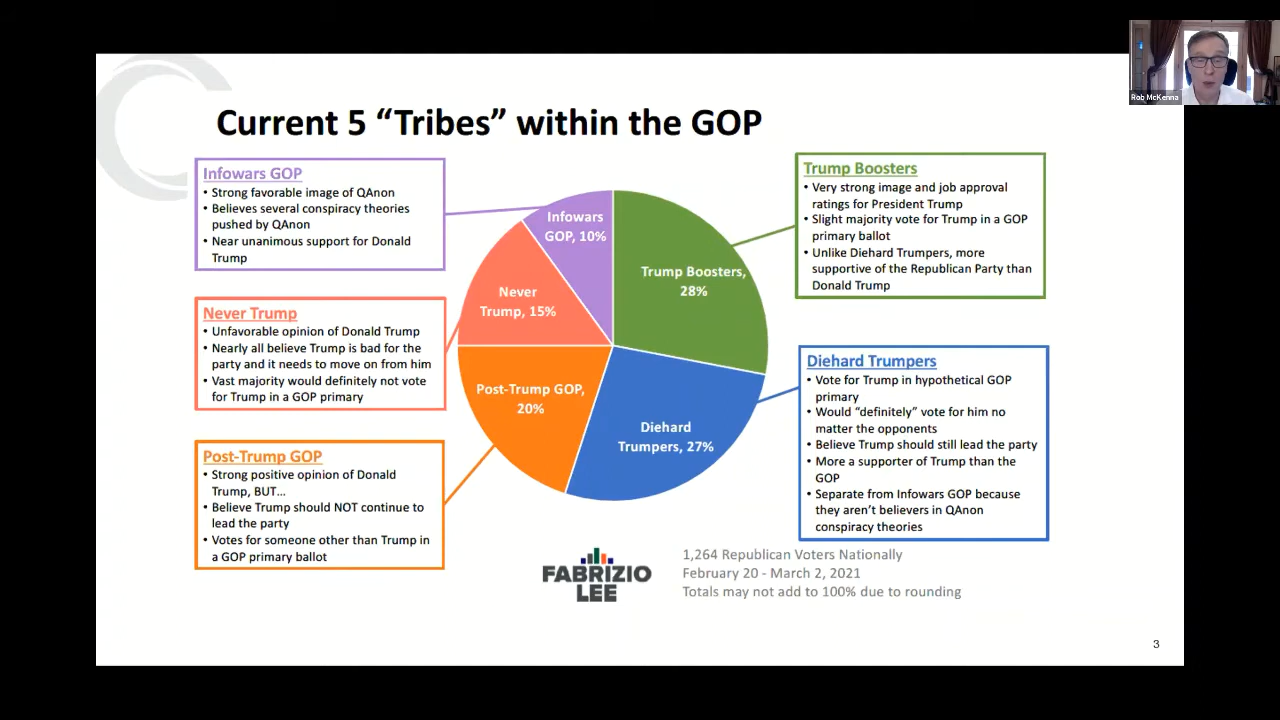 Rob McKenna
Current 5 “Tribes” within the GOP
Infowars GOP
• Strong favorable image of QAnon
• Believes several conspiracy theories
pushed by QAnon
• Near unanimous support for Donald
Trump
Never Trump
• Unfavorable opinion of Donald Trump
• Nearly all believe Trump is bad for the
party and it needs to move on from him
• Vast majority would definitely not vote
for Trump in a GOP primary
Post-Trump GOP
• Strong positive opinion of Donald
Trump, BUT…
• Believe Trump should NOT continue to
lead the party
• Votes for someone other than Trump in
a GOP primary ballot
Infowars
GOP, 10%
Trump Boosters,
28%
Never
Trump, 15%
Post-Trump GOP,
20%
Diehard
Trumpers, 27%
Trump Boosters
• Very strong image and job approval
ratings for President Trump
• Slight majority vote for Trump in a GOP
primary ballot
• Unlike Diehard Trumpers, more
supportive of the Republican Party than
Donald Trump
Diehard Trumpers
• Vote for Trump in hypothetical GOP
primary
• Would “definitely” vote for him no
matter the opponents
• Believe Trump should still lead the party
• More a supporter of Trump than the
GOP
• Separate from Infowars GOP because
they aren’t believers in QAnon
conspiracy theories
FABRIZIO
LEE
1,264 Republican Voters Nationally
February 20 - March 2, 2021
Totals may not add to 100% due to rounding
3